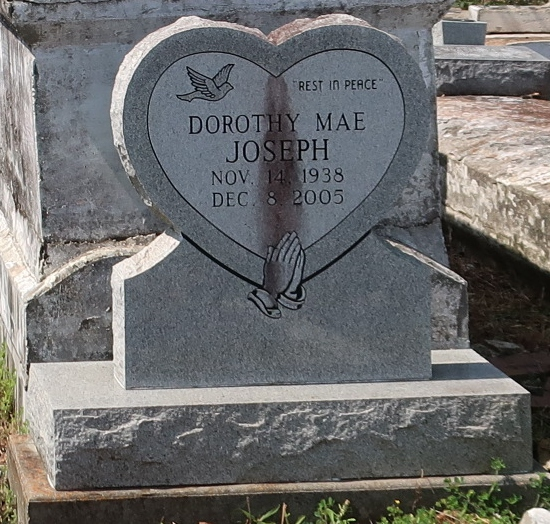 "REST IN PEACE"
DOROTHY MAE
JOSEPH
NOV. 14, 1938
DEC. 8, 2005